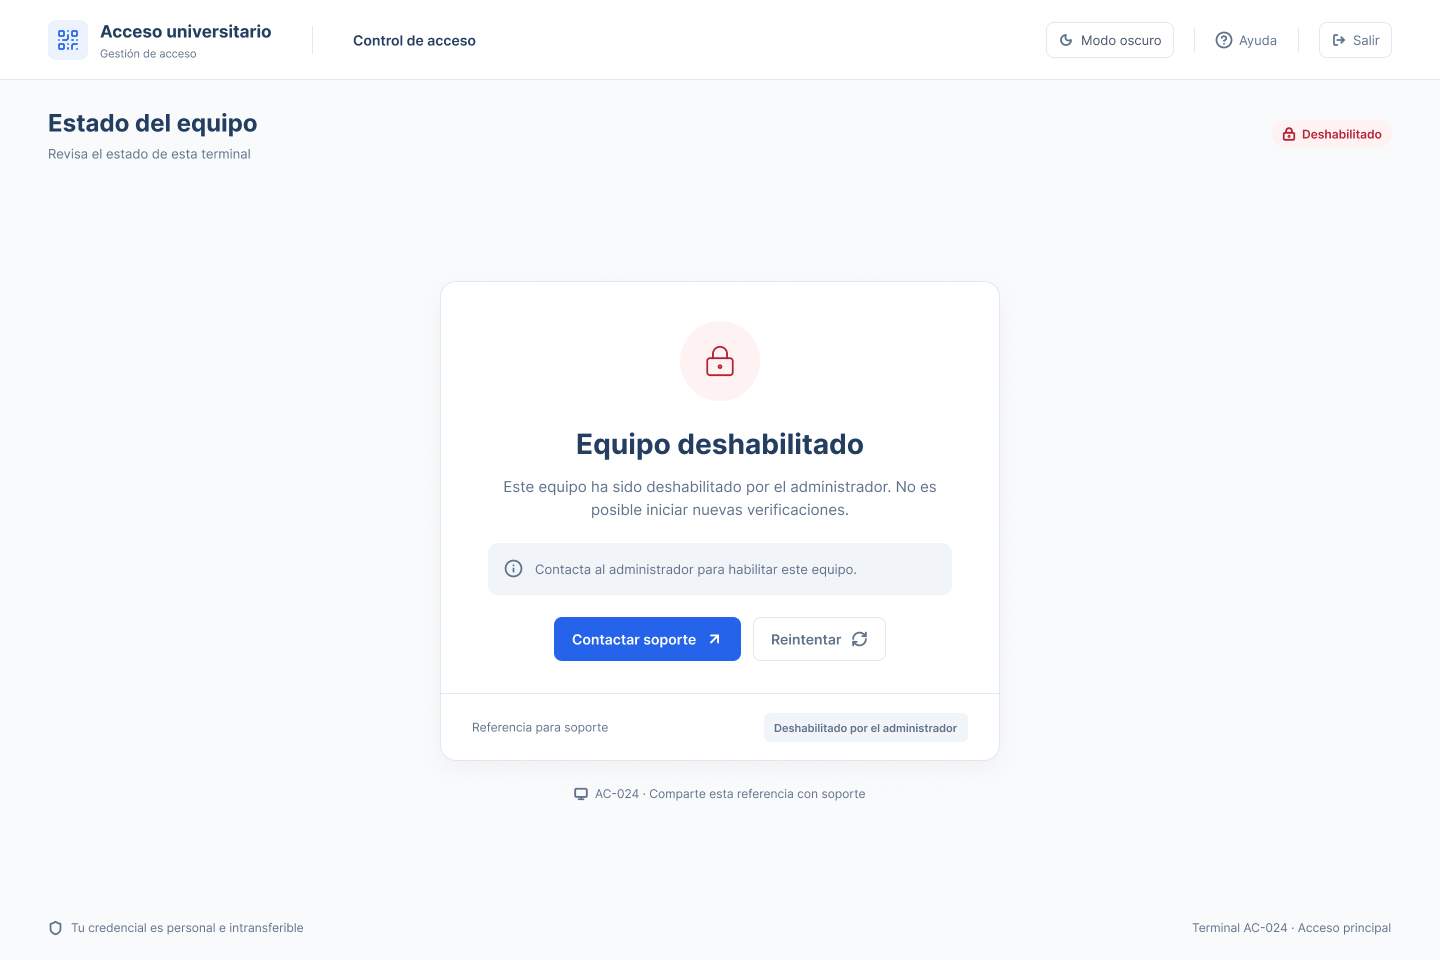 Acceso universitario
Gestión de acceso
Control de acceso
Modo oscuro
Ayuda
Salir
Estado del equipo
Revisa el estado de esta terminal
Deshabilitado
Equipo deshabilitado
Este equipo ha sido deshabilitado por el administrador. No es
posible iniciar nuevas verificaciones.
Contacta al administrador para habilitar este equipo.
Contactar soporte
Reintentar
Referencia para soporte
Deshabilitado por el administrador
AC-024 · Comparte esta referencia con soporte
Tu credencial es personal e intransferible
Terminal AC-024 · Acceso principal